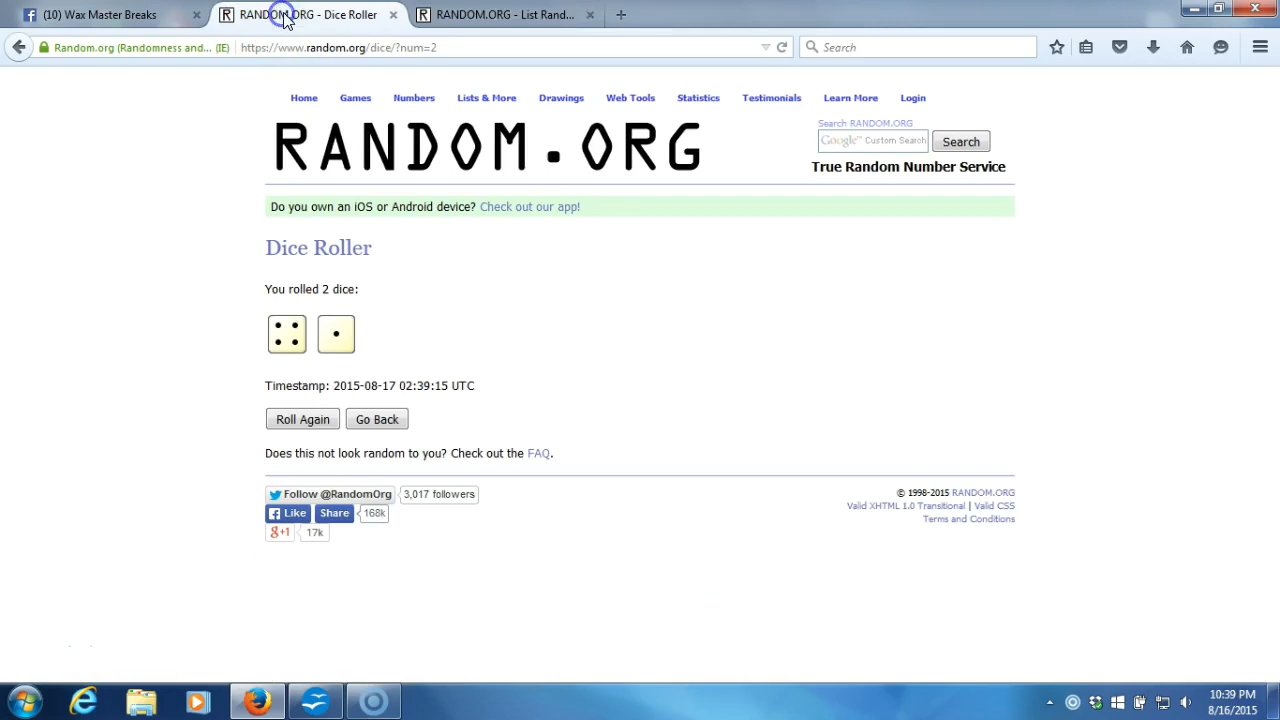 (10) Wax Master Breaks
RANDOM.ORG - Dice Roller
RANDOM.ORG - List Rand...
Random.org (Randomness and... (IE)
https://www.random.org/dice/?num=2
Search
Home Games Numbers Lists & More Drawings Web Tools Statistics Testimonials Learn More Login
RANDOM.ORG
Search RANDOM.ORG
Google™ Custom Search
Search
True Random Number Service
Do you own an iOS or Android device? Check out our app!
Dice Roller
You rolled 2 dice:
Timestamp: 2015-08-17 02:39:15 UTC
Roll Again Go Back
Does this not look random to you? Check out the FAQ.
Follow @RandomOrg 3,017 followers
Like Share 168k
g+1 17k
© 1998-2015 RANDOM.ORG
Valid XHTML 1.0 Transitional | Valid CSS
Terms and Conditions
10:39 PM
8/16/2015